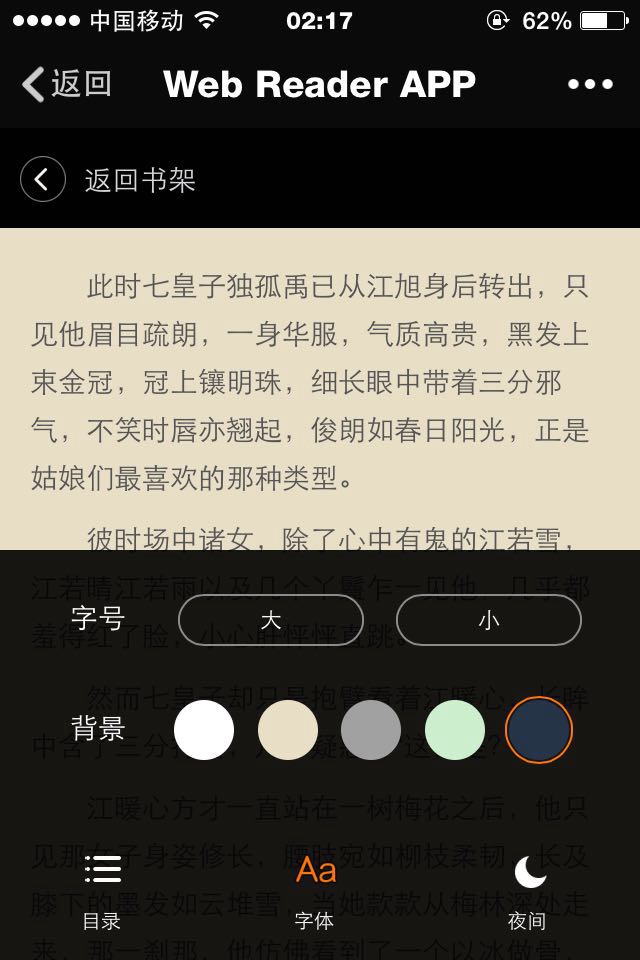 中国移动 02:17 62%
返回 Web Reader APP
返回书架
此时七皇子独孤禹已从江旭身后转出，只
见他眉目疏朗，一身华服，气质高贵，黑发上
束金冠，冠上镶明珠，细长眼中带着三分邪
气，不笑时唇亦翘起，俊朗如春日阳光，正是
姑娘们最喜欢的那种类型。
彼时场中诸女，除了心中有鬼的江若雪，
江若晴江若雨以及几个丫鬟乍一见他，几乎都
羞得红了脸，小心肝怦怦直跳。
字号 大 小
然而七皇子却只是抱臂看着江暖心，长眸
中含了三分
背景
江暖心方才一直站在一树梅花之后，他只
见那女子身姿修长，腰肢宛如柳枝柔韧，长及
膝下的墨发如云堆雪，当她款款从梅林深处走
来，那一刹那，他仿佛看到了一个以冰做骨，
目录 字体 夜间
Aa